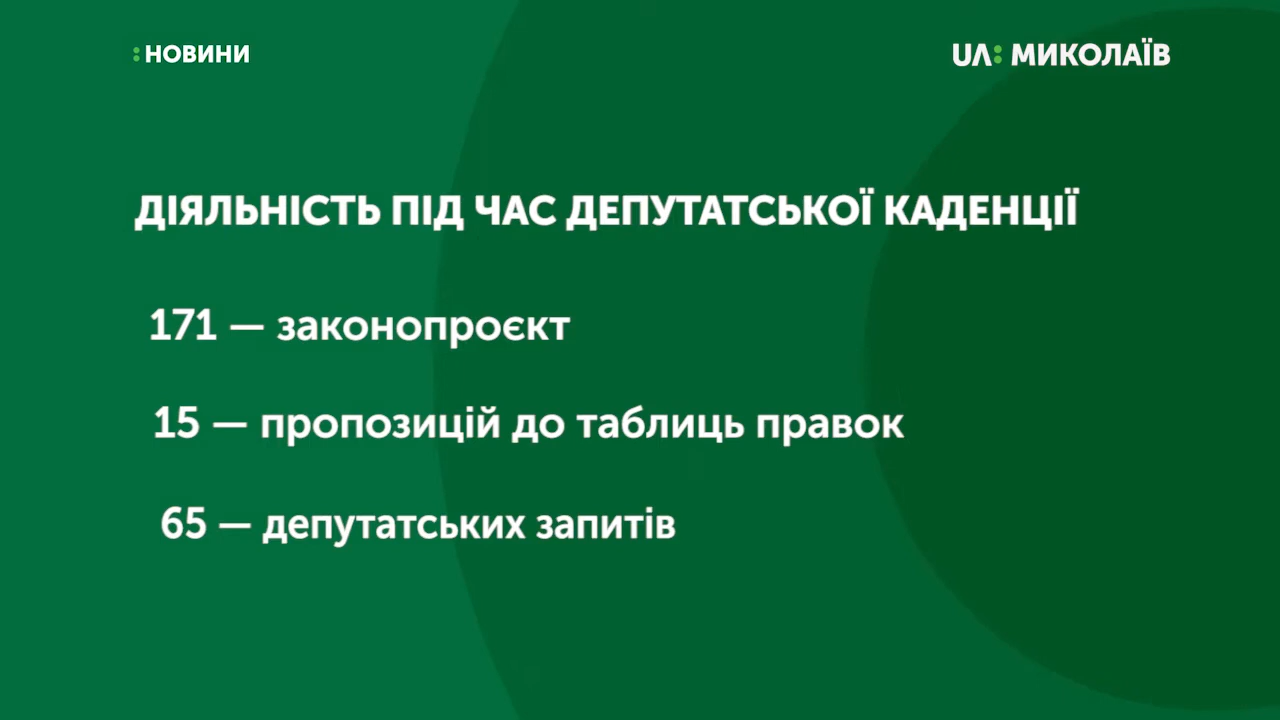 :НОВИНИ
UA: МИКОЛАЇВ
ДІЯЛЬНІСТЬ ПІД ЧАС ДЕПУТАТСЬКОЇ КАДЕНЦІЇ
171 — законопроєкт
15 — пропозицій до таблиць правок
65 — депутатських запитів